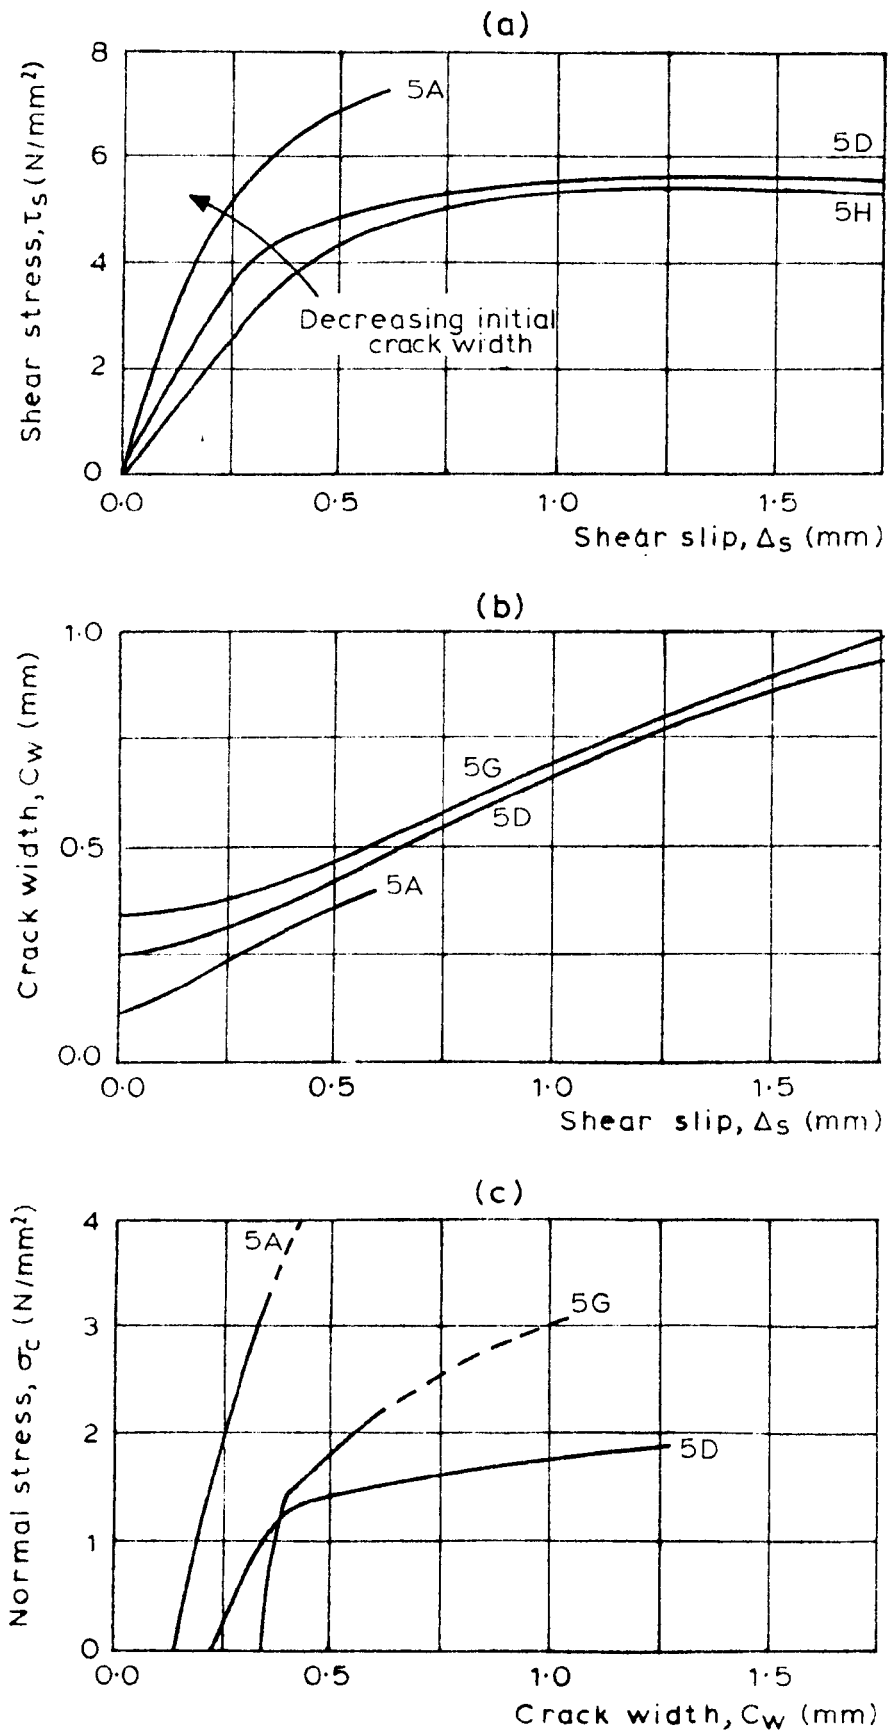 (a)
Shear stress, τs (N/mm²)
8
6
4
2
0
5A
5D
5H
Decreasing initial
crack width
0·0
0·5
1·0
1·5
Shear slip, Δs (mm)
(b)
Crack width, Cw (mm)
1·0
0·5
0·0
5G
5D
5A
0·0
0·5
1·0
1·5
Shear slip, Δs (mm)
(c)
Normal stress, σc (N/mm²)
4
3
2
1
0
5A
5G
5D
0·0
0·5
1·0
1·5
Crack width, Cw (mm)